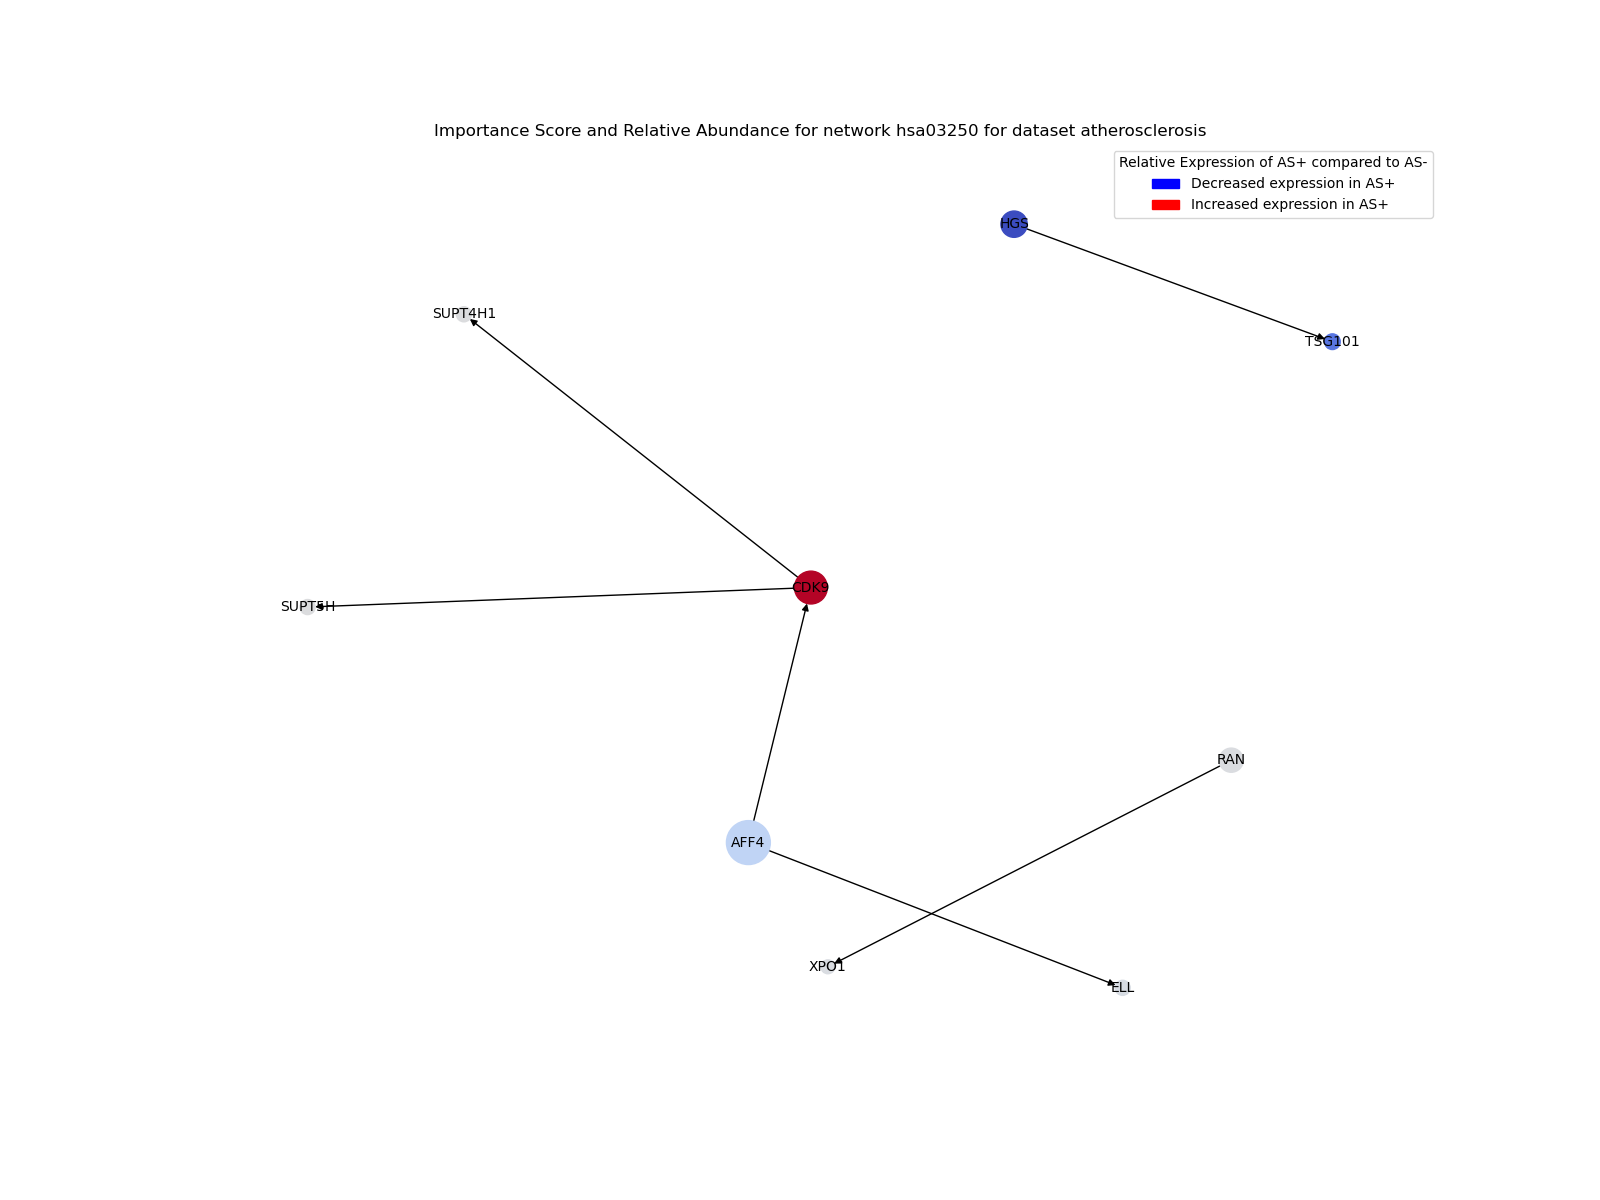 Importance Score and Relative Abundance for network hsa03250 for dataset atherosclerosis
Relative Expression of AS+ compared to AS-
Decreased expression in AS+
Increased expression in AS+
HGS
SUPT4H1
TSG101
CDK9
SUPT5H
RAN
AFF4
XPO1
ELL